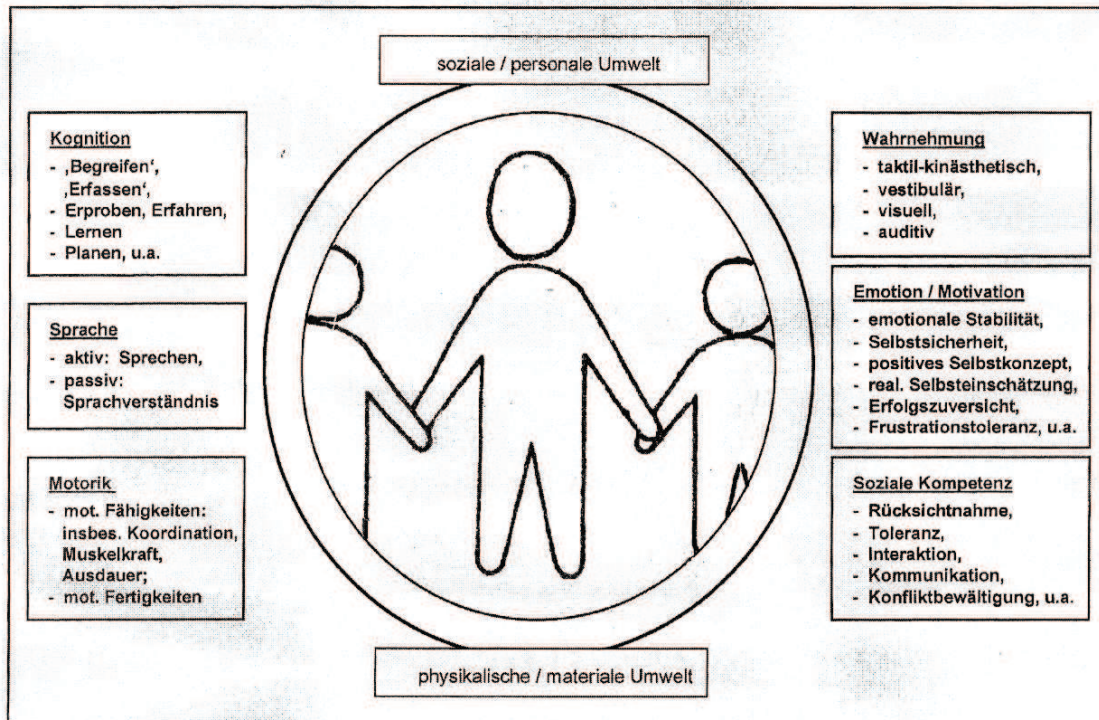 soziale / personale Umwelt
Kognition
- ‚Begreifen‘,
‚Erfassen‘,
- Erproben, Erfahren,
- Lernen
- Planen, u.a.
Sprache
- aktiv: Sprechen,
- passiv:
Sprachverständnis
Motorik
- mot. Fähigkeiten:
insbes. Koordination,
Muskelkraft,
Ausdauer;
- mot. Fertigkeiten
Wahrnehmung
- taktil-kinästhetisch,
- vestibulär,
- visuell,
- auditiv
Emotion / Motivation
- emotionale Stabilität,
- Selbstsicherheit,
- positives Selbstkonzept,
- real. Selbsteinschätzung,
- Erfolgszuversicht,
- Frustrationstoleranz, u.a.
Soziale Kompetenz
- Rücksichtnahme,
- Toleranz,
- Interaktion,
- Kommunikation,
- Konfliktbewältigung, u.a.
physikalische / materiale Umwelt